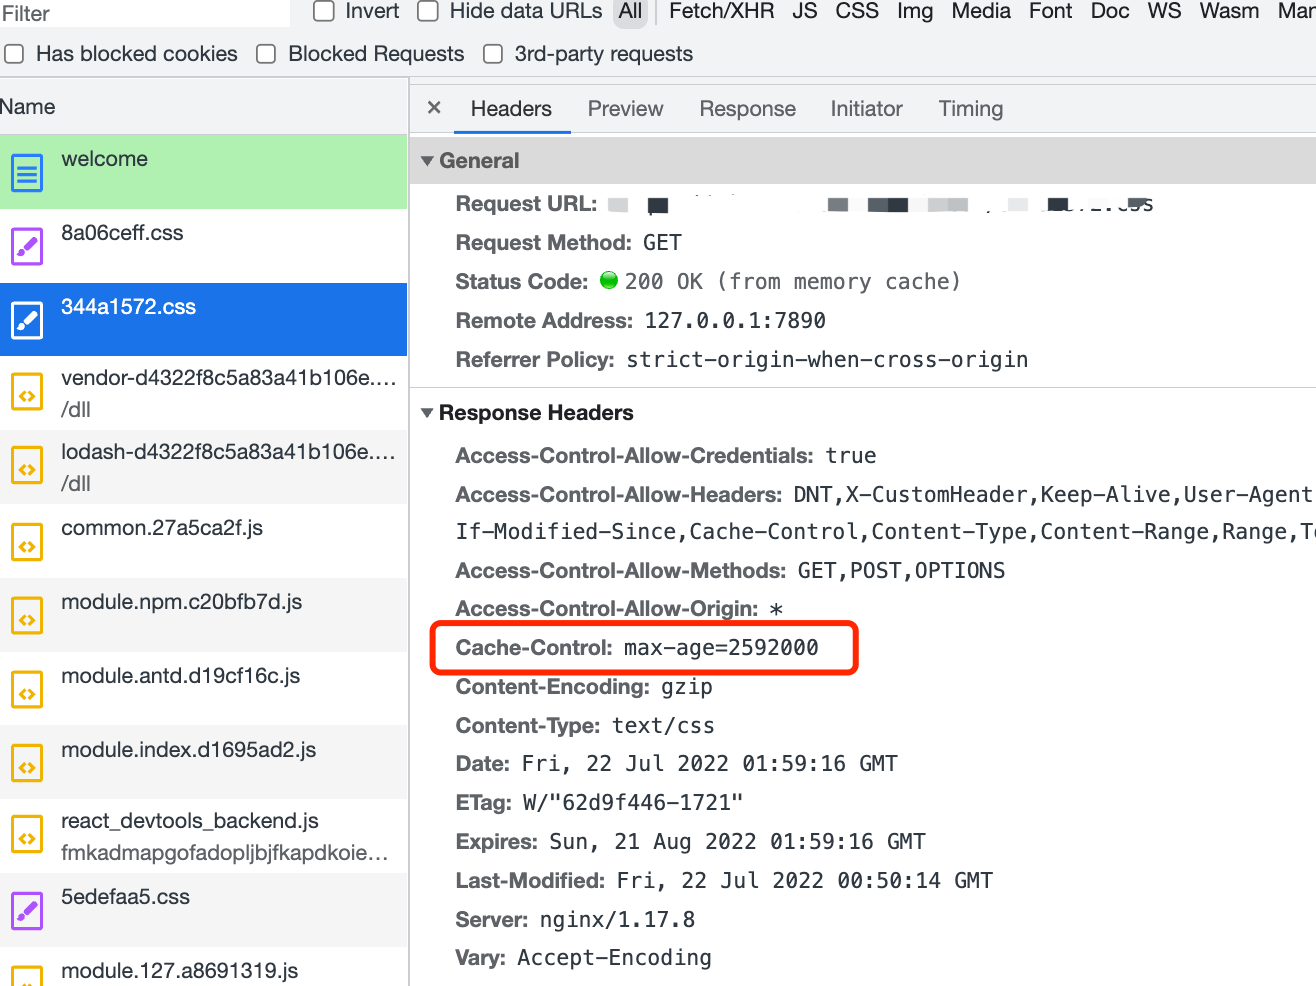 Filter Invert Hide data URLs All Fetch/XHR JS CSS Img Media Font Doc WS Wasm Man
Has blocked cookies Blocked Requests 3rd-party requests
Name
welcome
8a06ceff.css
344a1572.css
vendor-d4322f8c5a83a41b106e....
/dll
lodash-d4322f8c5a83a41b106e....
/dll
common.27a5ca2f.js
module.npm.c20bfb7d.js
module.antd.d19cf16c.js
module.index.d1695ad2.js
react_devtools_backend.js
fmkadmapgofadopljbjfkapdkoie...
5edefaa5.css
module.127.a8691319.js
× Headers Preview Response Initiator Timing
General
Request URL:
Request Method: GET
Status Code: 200 OK (from memory cache)
Remote Address: 127.0.0.1:7890
Referrer Policy: strict-origin-when-cross-origin
Response Headers
Access-Control-Allow-Credentials: true
Access-Control-Allow-Headers: DNT,X-CustomHeader,Keep-Alive,User-Agent
If-Modified-Since,Cache-Control,Content-Type,Content-Range,Range,To
Access-Control-Allow-Methods: GET,POST,OPTIONS
Access-Control-Allow-Origin: *
Cache-Control: max-age=2592000
Content-Encoding: gzip
Content-Type: text/css
Date: Fri, 22 Jul 2022 01:59:16 GMT
ETag: W/"62d9f446-1721"
Expires: Sun, 21 Aug 2022 01:59:16 GMT
Last-Modified: Fri, 22 Jul 2022 00:50:14 GMT
Server: nginx/1.17.8
Vary: Accept-Encoding